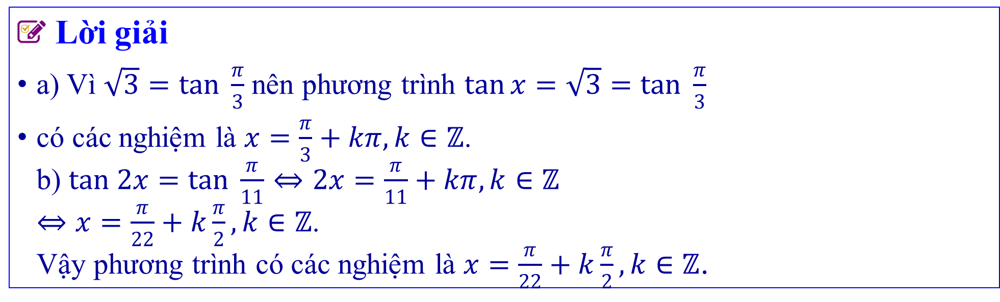 Lời giải
• a) Vì √3 = tan π/3 nên phương trình tan x = √3 = tan π/3
• có các nghiệm là x = π/3 + kπ, k ∈ ℤ.
b) tan 2x = tan π/11 ⇔ 2x = π/11 + kπ, k ∈ ℤ
⇔ x = π/22 + k π/2, k ∈ ℤ.
Vậy phương trình có các nghiệm là x = π/22 + k π/2, k ∈ ℤ.